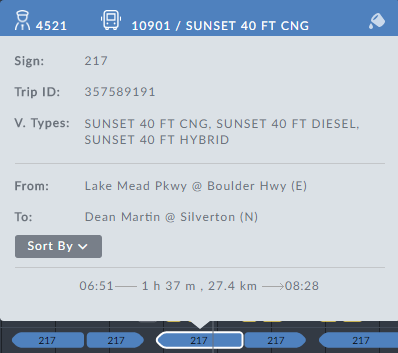 4521 10901 / SUNSET 40 FT CNG
Sign: 217
Trip ID: 357589191
V. Types: SUNSET 40 FT CNG, SUNSET 40 FT DIESEL,
SUNSET 40 FT HYBRID
From: Lake Mead Pkwy @ Boulder Hwy (E)
To: Dean Martin @ Silverton (N)
Sort By
06:51 1 h 37 m , 27.4 km 08:28
217 217 217 217 217